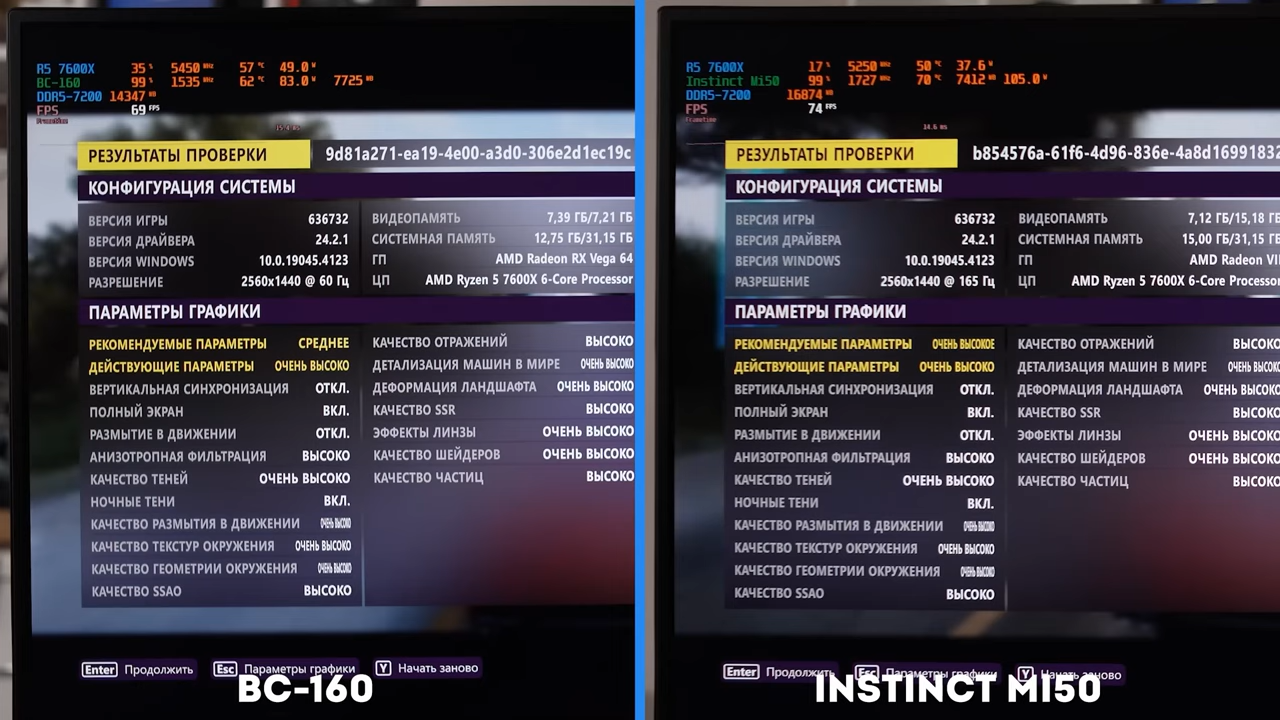 R5 7600X 35 % 5450 MHz 57 °C 49.0 W
BC-160 99 % 1535 MHz 62 °C 83.0 W 7725 MB
DDR5-7200 14347 MB
FPS 69 FPS
Frametime
15.4 ms
РЕЗУЛЬТАТЫ ПРОВЕРКИ 9d81a271-ea19-4e00-a3d0-306e2d1ec19c
КОНФИГУРАЦИЯ СИСТЕМЫ
ВЕРСИЯ ИГРЫ 636732
ВЕРСИЯ ДРАЙВЕРА 24.2.1
ВЕРСИЯ WINDOWS 10.0.19045.4123
РАЗРЕШЕНИЕ 2560x1440 @ 60 Гц
ВИДЕОПАМЯТЬ 7,39 ГБ/7,21 ГБ
СИСТЕМНАЯ ПАМЯТЬ 12,75 ГБ/31,15 ГБ
ГП AMD Radeon RX Vega 64
ЦП AMD Ryzen 5 7600X 6-Core Processor
ПАРАМЕТРЫ ГРАФИКИ
РЕКОМЕНДУЕМЫЕ ПАРАМЕТРЫ СРЕДНЕЕ
ДЕЙСТВУЮЩИЕ ПАРАМЕТРЫ ОЧЕНЬ ВЫСОКО
ВЕРТИКАЛЬНАЯ СИНХРОНИЗАЦИЯ ОТКЛ.
ПОЛНЫЙ ЭКРАН ВКЛ.
РАЗМЫТИЕ В ДВИЖЕНИИ ОТКЛ.
АНИЗОТРОПНАЯ ФИЛЬТРАЦИЯ ВЫСОКО
КАЧЕСТВО ТЕНЕЙ ОЧЕНЬ ВЫСОКО
НОЧНЫЕ ТЕНИ ВКЛ.
КАЧЕСТВО РАЗМЫТИЯ В ДВИЖЕНИИ ОЧЕНЬ ВЫСОКО
КАЧЕСТВО ТЕКСТУР ОКРУЖЕНИЯ ОЧЕНЬ ВЫСОКО
КАЧЕСТВО ГЕОМЕТРИИ ОКРУЖЕНИЯ ОЧЕНЬ ВЫСОКО
КАЧЕСТВО SSAO ВЫСОКО
КАЧЕСТВО ОТРАЖЕНИЙ ВЫСОКО
ДЕТАЛИЗАЦИЯ МАШИН В МИРЕ ОЧЕНЬ ВЫСОКО
ДЕФОРМАЦИЯ ЛАНДШАФТА ОЧЕНЬ ВЫСОКО
КАЧЕСТВО SSR ВЫСОКО
ЭФФЕКТЫ ЛИНЗЫ ОЧЕНЬ ВЫСОКО
КАЧЕСТВО ШЕЙДЕРОВ ОЧЕНЬ ВЫСОКО
КАЧЕСТВО ЧАСТИЦ ВЫСОКО
Enter Продолжить Esc Параметры графики Y Начать заново
BC-160
R5 7600X 17 % 5250 MHz 50 °C 37.6 W
Instinct Mi50 99 % 1727 MHz 70 °C 7412 MB 105.0 W
DDR5-7200 16874 MB
FPS 74 FPS
Frametime
14.6 ms
РЕЗУЛЬТАТЫ ПРОВЕРКИ b854576a-61f6-4d96-836e-4a8d16991832
КОНФИГУРАЦИЯ СИСТЕМЫ
ВЕРСИЯ ИГРЫ 636732
ВЕРСИЯ ДРАЙВЕРА 24.2.1
ВЕРСИЯ WINDOWS 10.0.19045.4123
РАЗРЕШЕНИЕ 2560x1440 @ 165 Гц
ВИДЕОПАМЯТЬ 7,12 ГБ/15,18 ГБ
СИСТЕМНАЯ ПАМЯТЬ 15,00 ГБ/31,15 ГБ
ГП AMD Radeon VII
ЦП AMD Ryzen 5 7600X 6-Core Processor
ПАРАМЕТРЫ ГРАФИКИ
РЕКОМЕНДУЕМЫЕ ПАРАМЕТРЫ ОЧЕНЬ ВЫСОКОЕ
ДЕЙСТВУЮЩИЕ ПАРАМЕТРЫ ОЧЕНЬ ВЫСОКО
ВЕРТИКАЛЬНАЯ СИНХРОНИЗАЦИЯ ОТКЛ.
ПОЛНЫЙ ЭКРАН ВКЛ.
РАЗМЫТИЕ В ДВИЖЕНИИ ОТКЛ.
АНИЗОТРОПНАЯ ФИЛЬТРАЦИЯ ВЫСОКО
КАЧЕСТВО ТЕНЕЙ ОЧЕНЬ ВЫСОКО
НОЧНЫЕ ТЕНИ ВКЛ.
КАЧЕСТВО РАЗМЫТИЯ В ДВИЖЕНИИ ОЧЕНЬ ВЫСОКО
КАЧЕСТВО ТЕКСТУР ОКРУЖЕНИЯ ОЧЕНЬ ВЫСОКО
КАЧЕСТВО ГЕОМЕТРИИ ОКРУЖЕНИЯ ОЧЕНЬ ВЫСОКО
КАЧЕСТВО SSAO ВЫСОКО
КАЧЕСТВО ОТРАЖЕНИЙ ВЫСОКО
ДЕТАЛИЗАЦИЯ МАШИН В МИРЕ ОЧЕНЬ ВЫСОКО
ДЕФОРМАЦИЯ ЛАНДШАФТА ОЧЕНЬ ВЫСОКО
КАЧЕСТВО SSR ВЫСОКО
ЭФФЕКТЫ ЛИНЗЫ ОЧЕНЬ ВЫСОКО
КАЧЕСТВО ШЕЙДЕРОВ ОЧЕНЬ ВЫСОКО
КАЧЕСТВО ЧАСТИЦ ВЫСОКО
Enter Продолжить Esc Параметры графики Y Начать заново
INSTINCT MI50